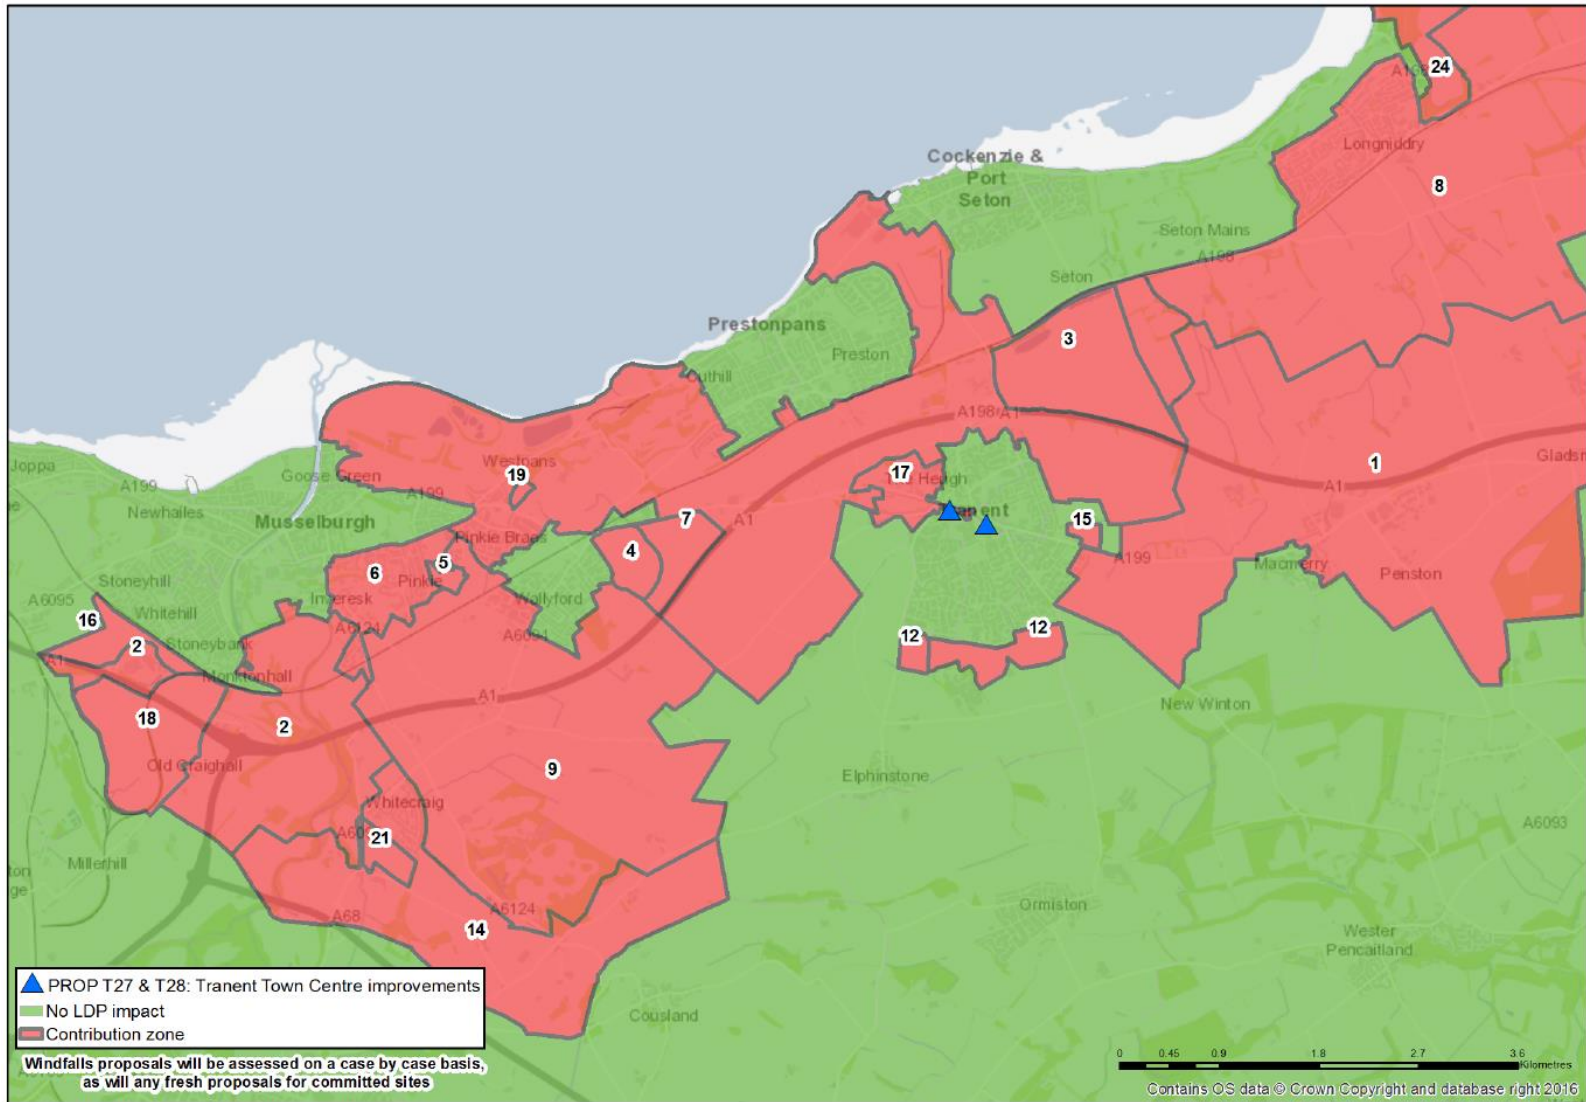 24
A198
Longniddry
8
Cockenzie &
Port
Seton
Seton Mains
A198
Seton
Prestonpans
Preston
3
Cuthill
A198
A1
1
Gladsm
A1
Joppa
A199
Goose Green
Newhailes
Musselburgh
A199
Westpans
19
17
The Heugh
7
A1
Tranent
15
A199
Macmerry
Penston
Pinkie Braes
4
5
6
Pinkie
Inveresk
Wallyford
A6094
A6124
Stoneyhill
A6095
Whitehill
16
Stoneybank
2
A1
Monktonhall
12
12
18
2
A1
New Winton
Old Craighall
9
Elphinstone
Whitecraig
21
A6093
Millerhill
A68
A6124
14
Ormiston
Wester
Pencaitland
Cousland
PROP T27 & T28: Tranent Town Centre improvements
No LDP impact
Contribution zone
Windfalls proposals will be assessed on a case by case basis,
as will any fresh proposals for committed sites
0 0.45 0.9 1.8 2.7 3.6
Kilometres
Contains OS data © Crown Copyright and database right 2016